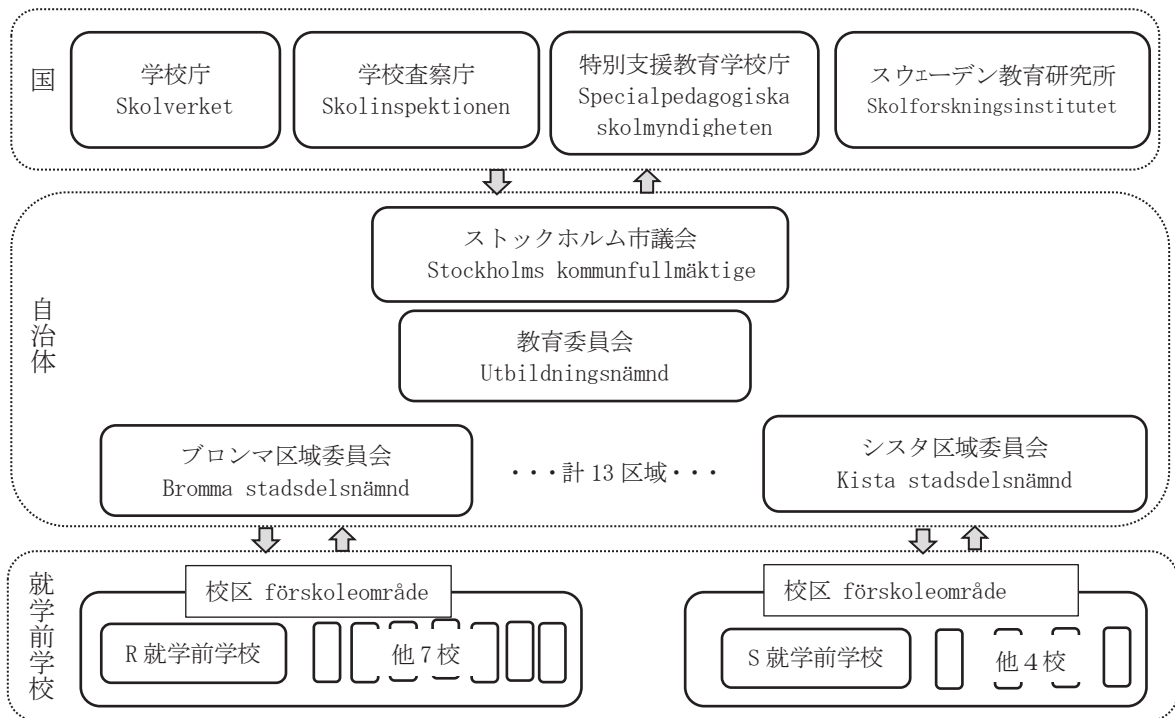 国
学校庁
Skolverket
学校査察庁
Skolinspektionen
特別支援教育学校庁
Specialpedagogiska
skolmyndigheten
スウェーデン教育研究所
Skolforskningsinstitutet
自治体
ストックホルム市議会
Stockholms kommunfullmäktige
教育委員会
Utbildningsnämnd
ブロンマ区域委員会
Bromma stadsdelsnämnd
・・・計 13 区域・・・
シスタ区域委員会
Kista stadsdelsnämnd
就学前学校
校区 förskoleområde
R 就学前学校
他７校
校区 förskoleområde
S 就学前学校
他４校